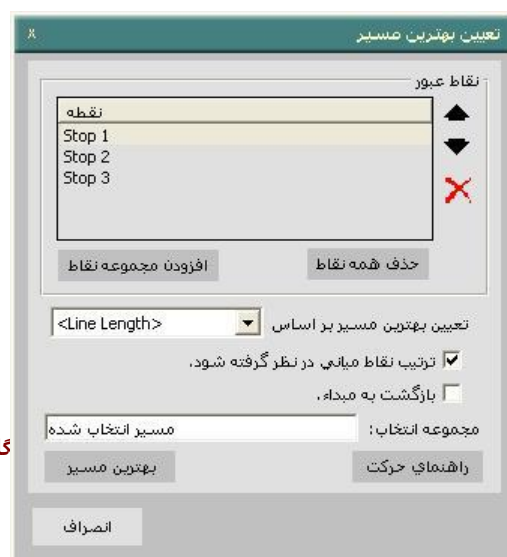 تعیین بهترین مسیر x
نقاط عبور
نقطه
Stop 1
Stop 2
Stop 3
حذف همه نقاط
افزودن مجموعه نقاط
تعیین بهترین مسیر بر اساس <Line Length>
ترتیب نقاط میاني در نظر گرفته شود.
بازگشت به مبداء.
مجموعه انتخاب: مسیر انتخاب شده
راهنماي حرکت
بهترین مسیر
انصراف